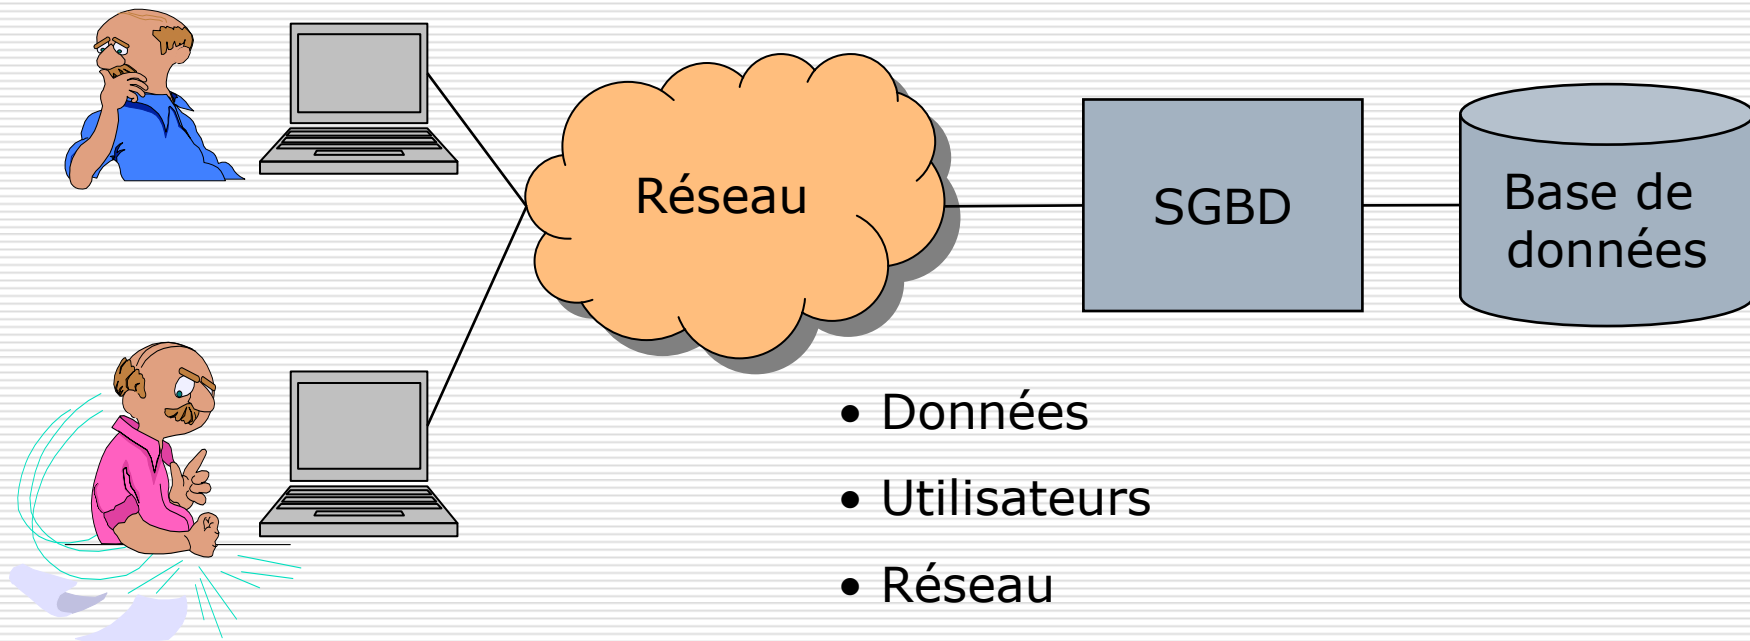 Réseau
SGBD
Base de
données
• Données
• Utilisateurs
• Réseau